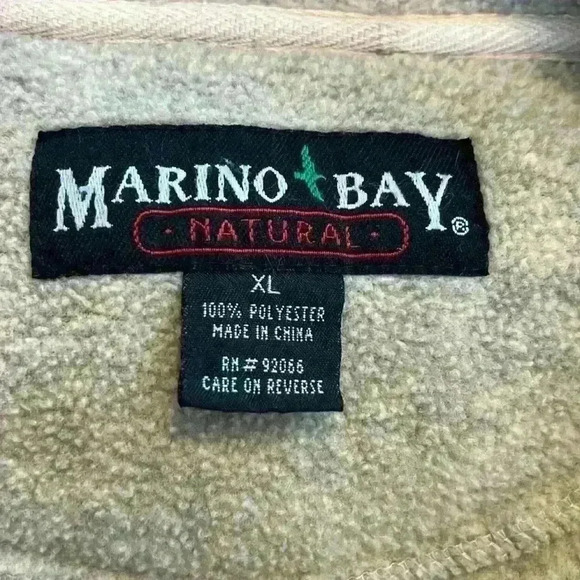 MARINO BAY®
· NATURAL ·
XL
100% POLYESTER
MADE IN CHINA
RN# 92066
CARE ON REVERSE